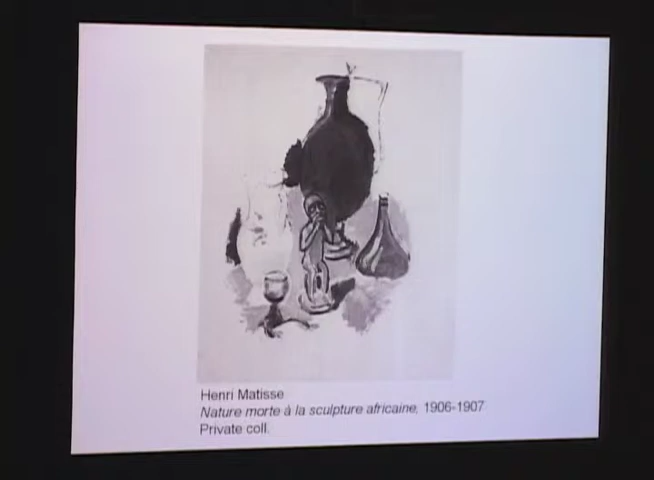 Henri Matisse
Nature morte à la sculpture africaine, 1906-1907
Private coll.